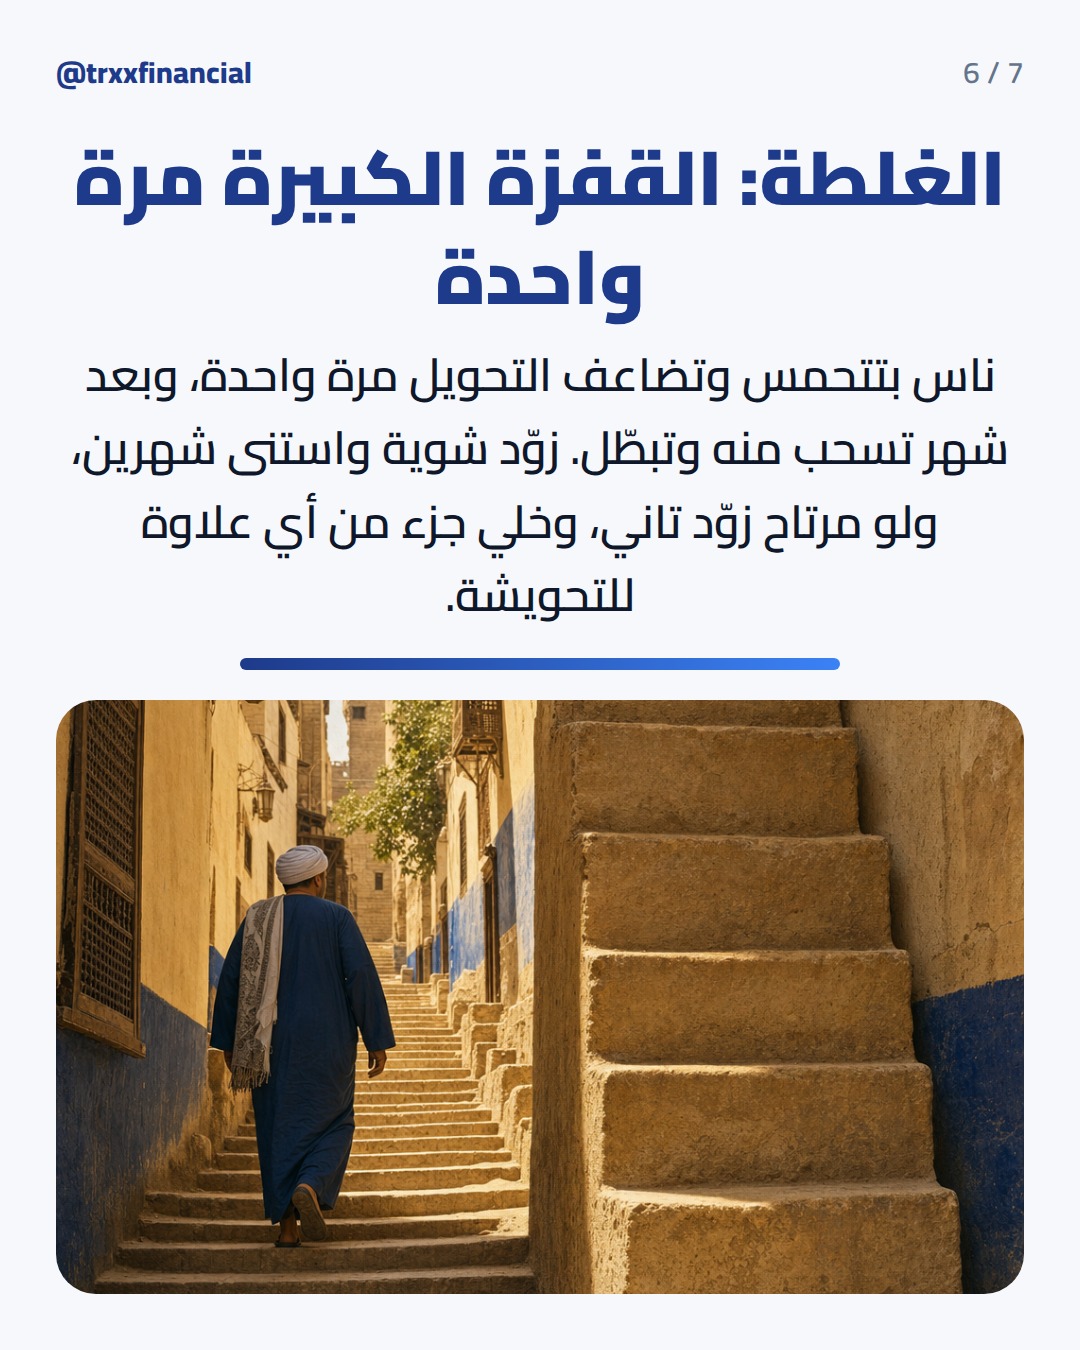 @trxxfinancial
6 / 7
الغلطة: القفزة الكبيرة مرة
واحدة
ناس بتتحمس وتضاعف التحويل مرة واحدة، وبعد
شهر تسحب منه وتبطّل. زوّد شوية واستنى شهرين،
ولو مرتاح زوّد تاني، وخلي جزء من أي علاوة
للتحويشة.